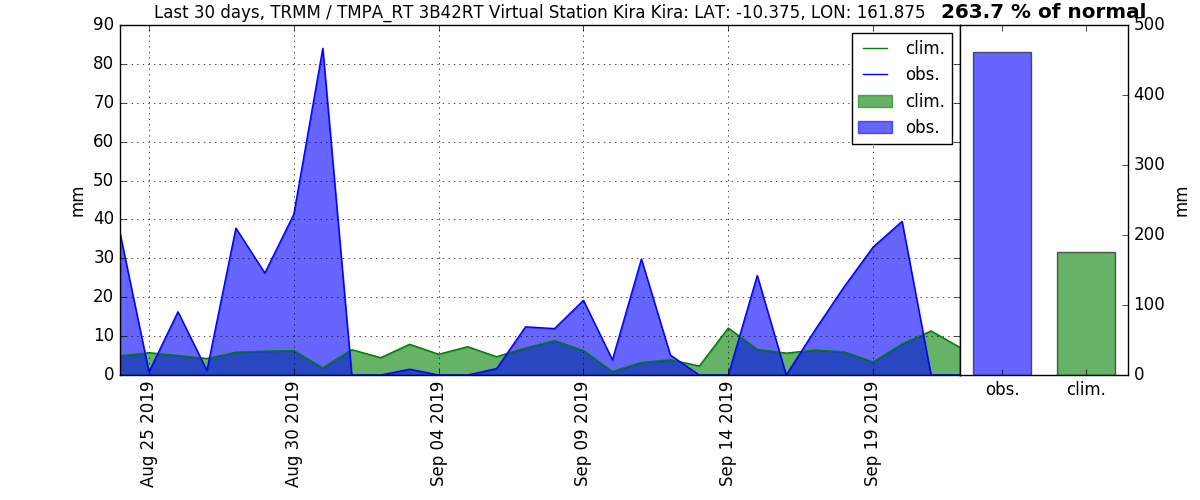 Last 30 days, TRMM / TMPA_RT 3B42RT Virtual Station Kira Kira: LAT: -10.375, LON: 161.875 263.7 % of normal
90
80
70
60
50
40
30
20
10
0
mm
clim.
obs.
clim.
obs.
Aug 25 2019
Aug 30 2019
Sep 04 2019
Sep 09 2019
Sep 14 2019
Sep 19 2019
500
400
300
200
100
0
mm
obs.
clim.